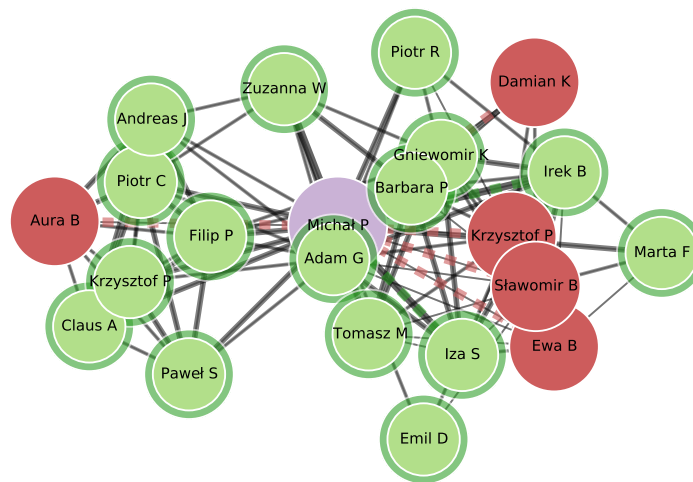 Piotr R
Damian K
Zuzanna W
Andreas J
Gniewomir K
Irek B
Piotr C
Barbara P
Aura B
Michał P
Filip P
Krzysztof P
Marta F
Adam G
Krzysztof P
Sławomir B
Claus A
Tomasz M
Ewa B
Iza S
Paweł S
Emil D